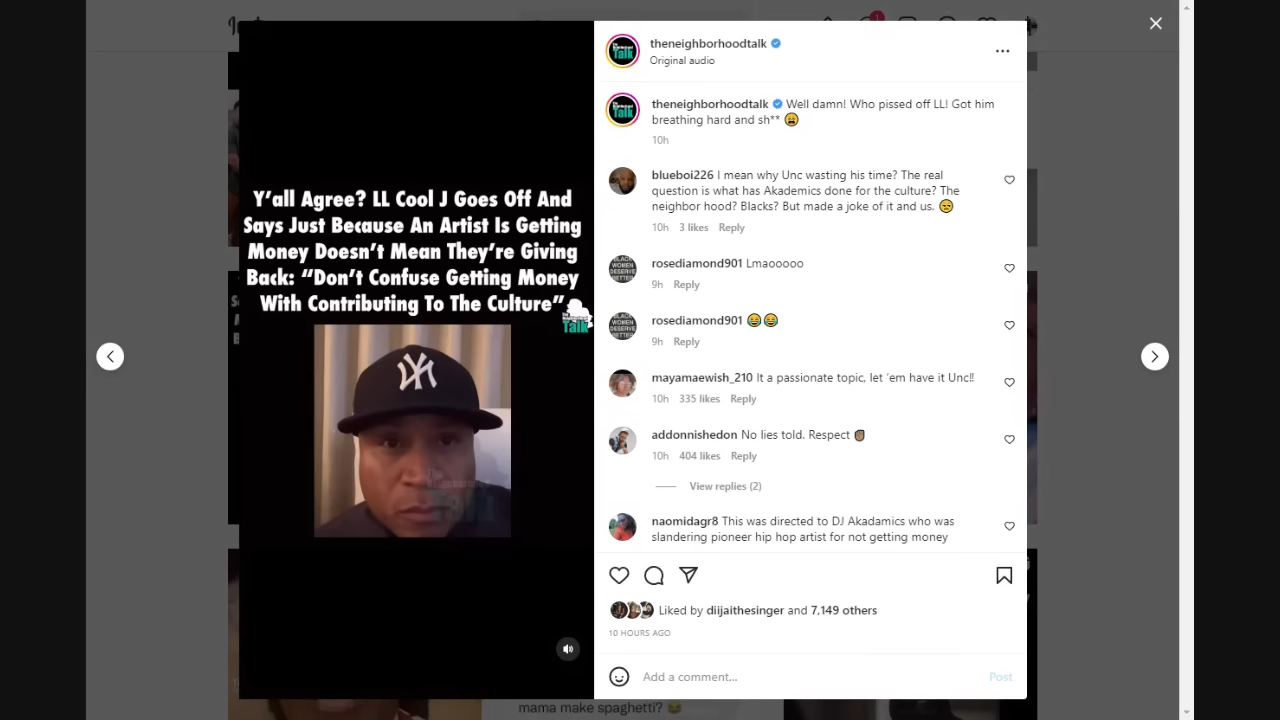 theneighborhoodtalk
Original audio
theneighborhoodtalk Well damn! Who pissed off LL! Got him
breathing hard and sh** 😩
10h
blueboi226 I mean why Unc wasting his time? The real
question is what has Akademics done for the culture? The
neighbor hood? Blacks? But made a joke of it and us. 😒
10h 3 likes Reply
rosediamond901 Lmaooooo
9h Reply
rosediamond901 😂😂
9h Reply
mayamaewish_210 It a passionate topic, let 'em have it Unc!!
10h 335 likes Reply
addonnishedon No lies told. Respect ✊🏾
10h 404 likes Reply
View replies (2)
naomidagr8 This was directed to DJ Akadamics who was
slandering pioneer hip hop artist for not getting money
Liked by diijaithesinger and 7,149 others
10 HOURS AGO
Add a comment...
Post
Y'all Agree? LL Cool J Goes Off And
Says Just Because An Artist Is Getting
Money Doesn't Mean They're Giving
Back: "Don't Confuse Getting Money
With Contributing To The Culture"
Talk
mama make spaghetti? 😂